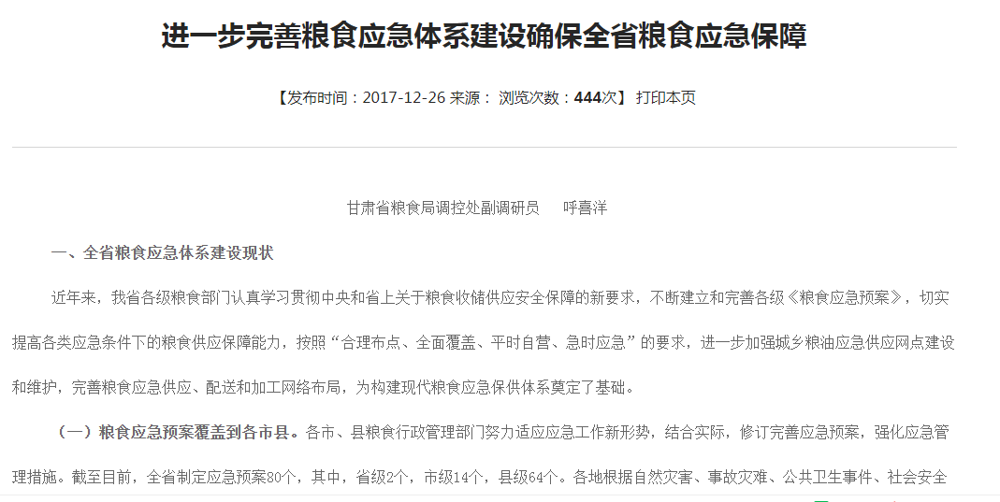 进一步完善粮食应急体系建设确保全省粮食应急保障
【发布时间：2017-12-26 来源： 浏览次数：444次】 打印本页
甘肃省粮食局调控处副调研员 呼喜洋
一、全省粮食应急体系建设现状
近年来，我省各级粮食部门认真学习贯彻中央和省上关于粮食收储供应安全保障的新要求，不断建立和完善各级《粮食应急预案》，切实
提高各类应急条件下的粮食供应保障能力，按照“合理布点、全面覆盖、平时自营、急时应急”的要求，进一步加强城乡粮油应急供应网点建设
和维护，完善粮食应急供应、配送和加工网络布局，为构建现代粮食应急保供体系奠定了基础。
（一）粮食应急预案覆盖到各市县。各市、县粮食行政管理部门努力适应应急工作新形势，结合实际，修订完善应急预案，强化应急管
理措施。截至目前，全省制定应急预案80个，其中，省级2个，市级14个，县级64个。各地根据自然灾害、事故灾难、公共卫生事件、社会安全